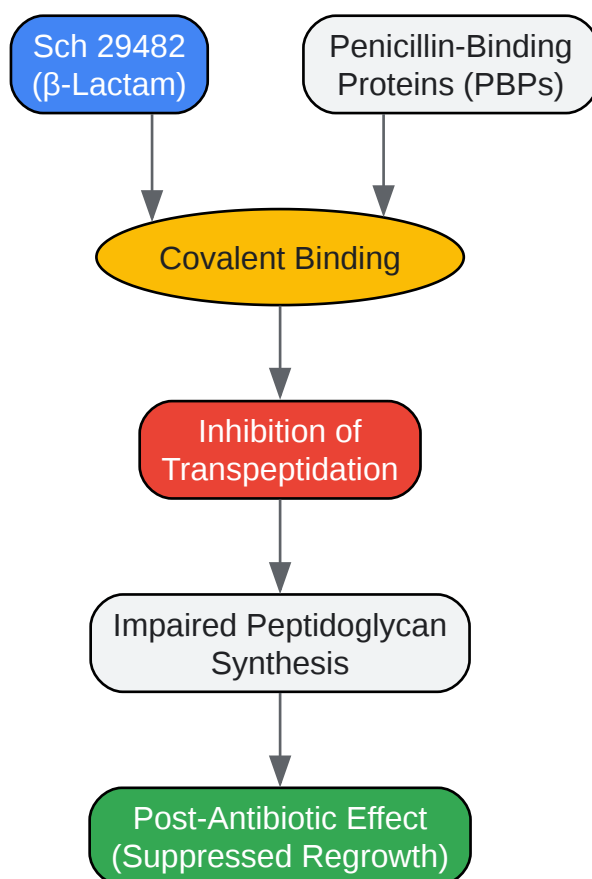 Sch 29482
(β-Lactam)
Penicillin-Binding
Proteins (PBPs)
Covalent Binding
Inhibition of
Transpeptidation
Impaired Peptidoglycan
Synthesis
Post-Antibiotic Effect
(Suppressed Regrowth)